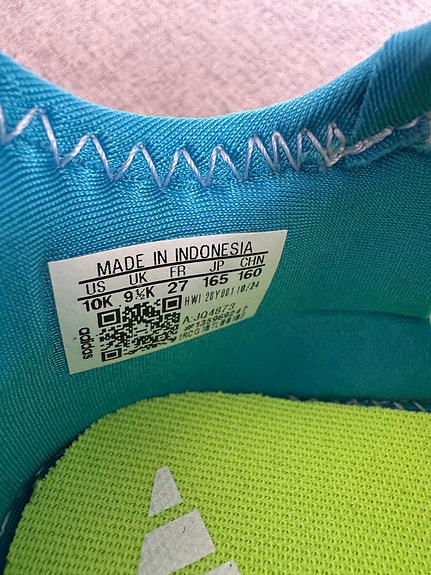 MADE IN INDONESIA
US UK FR JP CHN
10K 9½K 27 165 160
HWI 28Y001 10/24
A:JQ4873
adidas